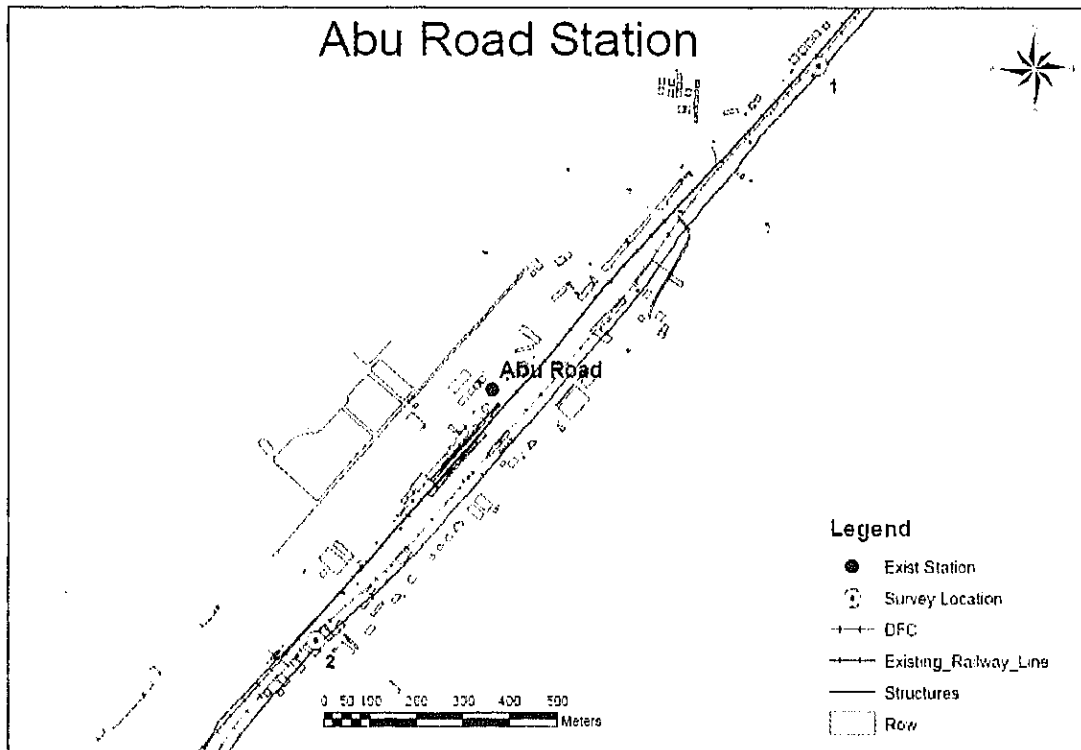 Abu Road Station
1
Abu Road
2
0 50 100 200 300 400 500
Meters
Legend
Exist Station
Survey Location
DFC
Existing_Railway_Line
Structures
Row